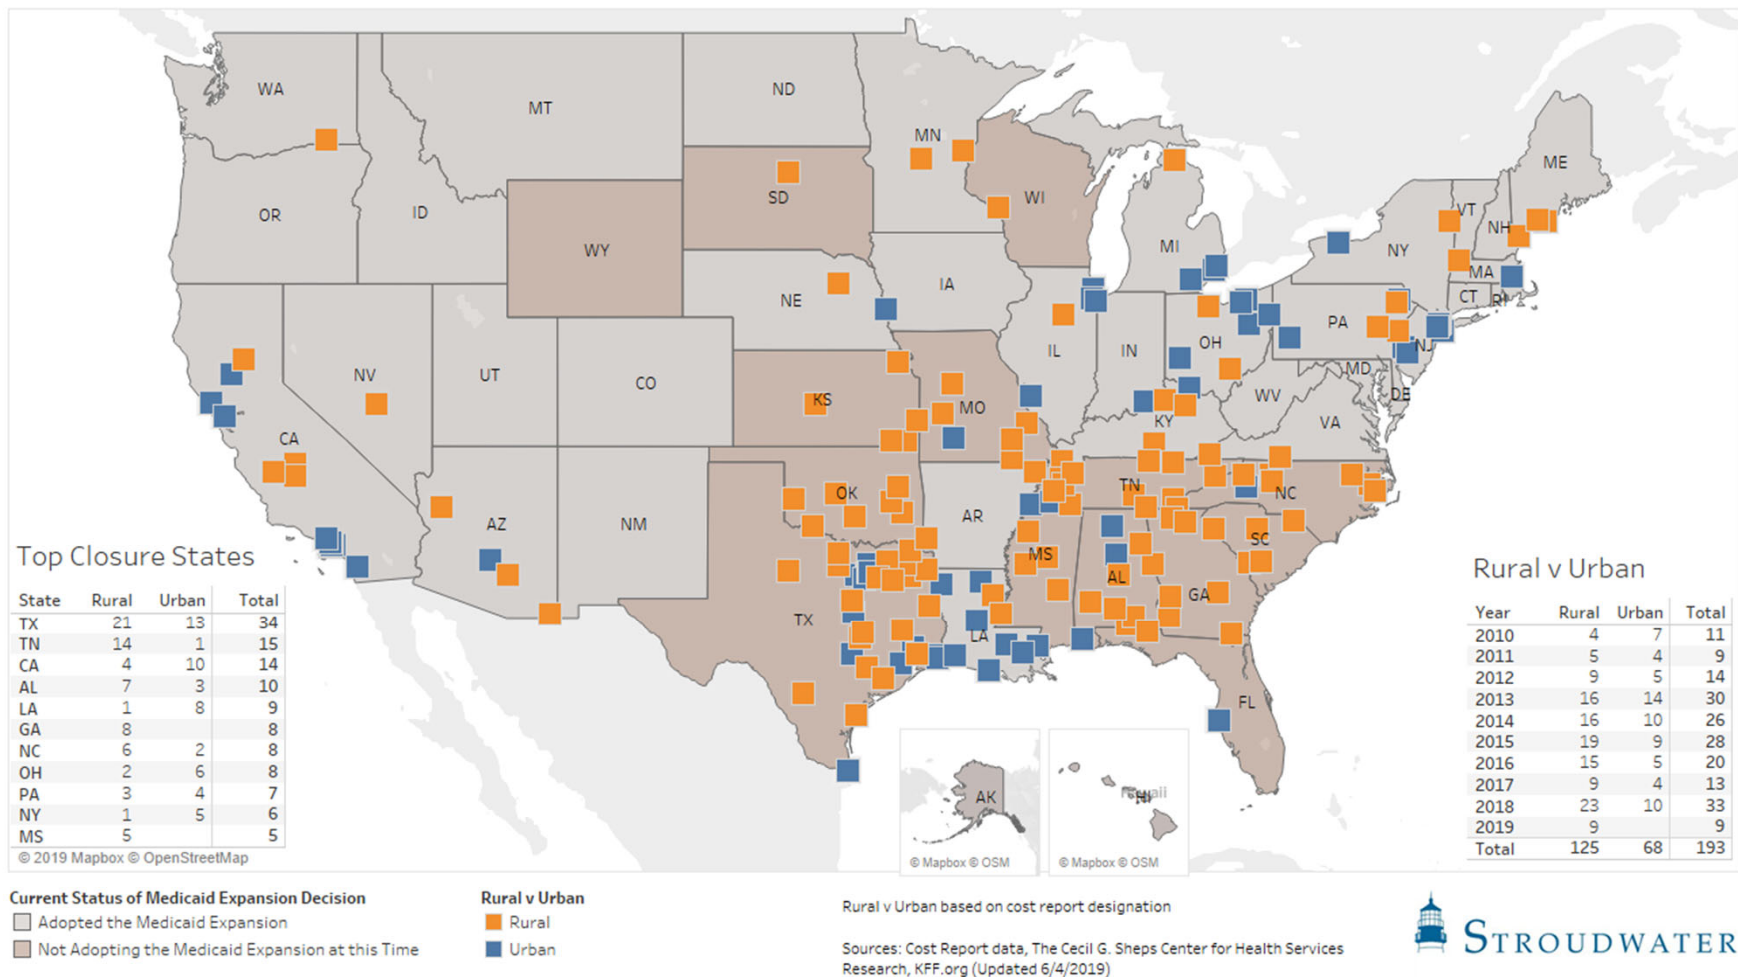 WA
MT
ND
MN
ME
OR
ID
SD
WI
VT
NH
WY
MI
NY
MA
NE
IA
CT
RI
PA
NV
UT
CO
IL
IN
OH
NJ
MD
DE
WV
VA
KS
MO
KY
CA
AZ
NM
OK
AR
TN
NC
MS
AL
GA
SC
TX
LA
FL
AK
Hawaii
HI
© Mapbox © OSM
© Mapbox © OSM
Top Closure States
State Rural Urban Total
TX 21 13 34
TN 14 1 15
CA 4 10 14
AL 7 3 10
LA 1 8 9
GA 8 8
NC 6 2 8
OH 2 6 8
PA 3 4 7
NY 1 5 6
MS 5 5
© 2019 Mapbox © OpenStreetMap
Rural v Urban
Year Rural Urban Total
2010 4 7 11
2011 5 4 9
2012 9 5 14
2013 16 14 30
2014 16 10 26
2015 19 9 28
2016 15 5 20
2017 9 4 13
2018 23 10 33
2019 9 9
Total 125 68 193
Current Status of Medicaid Expansion Decision
Adopted the Medicaid Expansion
Not Adopting the Medicaid Expansion at this Time
Rural v Urban
Rural
Urban
Rural v Urban based on cost report designation
Sources: Cost Report data, The Cecil G. Sheps Center for Health Services
Research, KFF.org (Updated 6/4/2019)
STROUDWATER